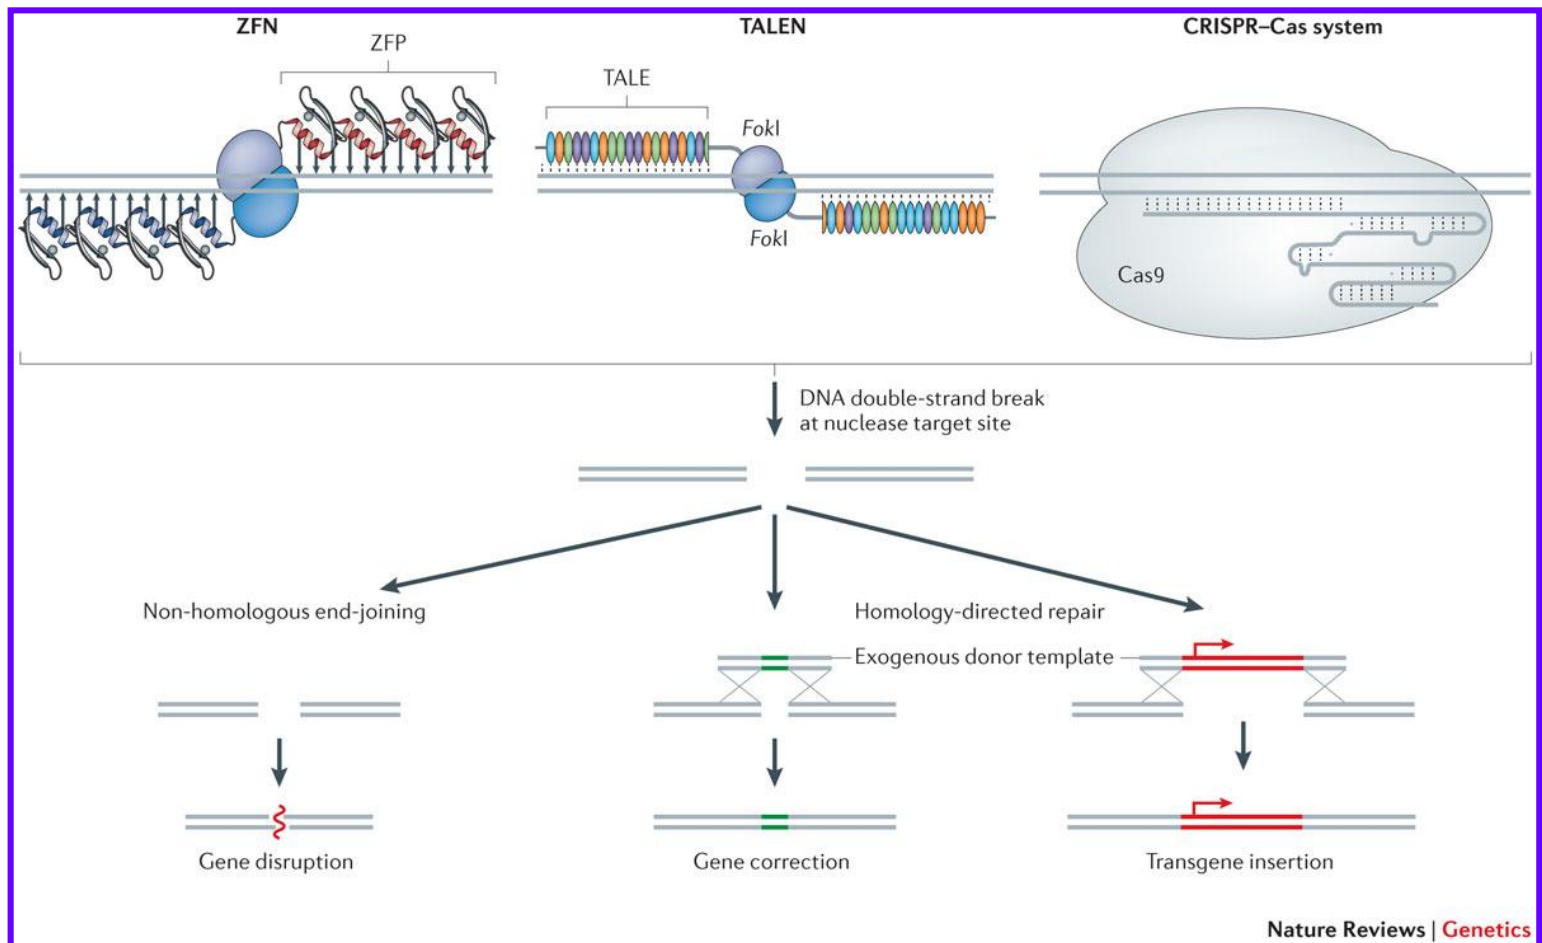 ZFN
TALEN
CRISPR–Cas system
ZFP
TALE
FokI
FokI
Cas9
DNA double-strand break
at nuclease target site
Non-homologous end-joining
Homology-directed repair
Exogenous donor template
Gene disruption
Gene correction
Transgene insertion
Nature Reviews | Genetics